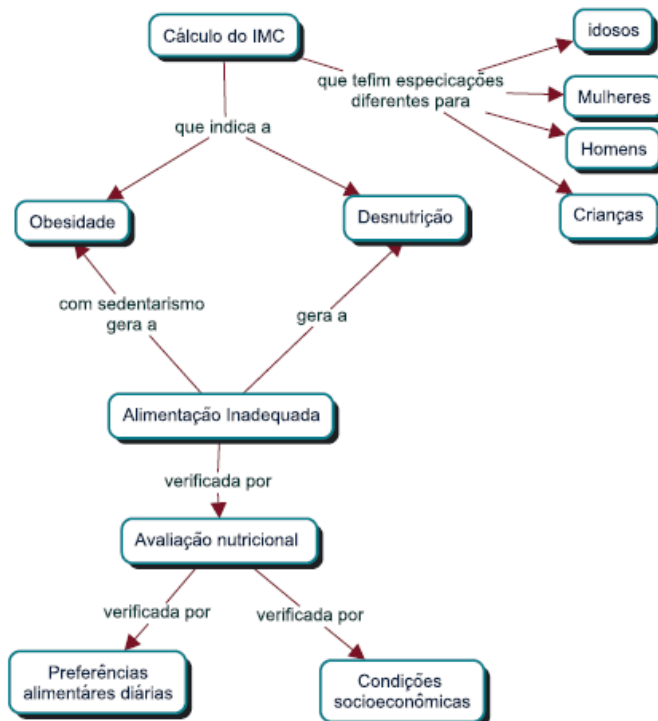 Cálculo do IMC
idosos
que tefim especicações
diferentes para
Mulheres
Homens
que indica a
Crianças
Obesidade
Desnutrição
com sedentarismo
gera a
gera a
Alimentação Inadequada
verificada por
Avaliação nutricional
verificada por
verificada por
Preferências
alimentáres diárias
Condições
socioeconômicas